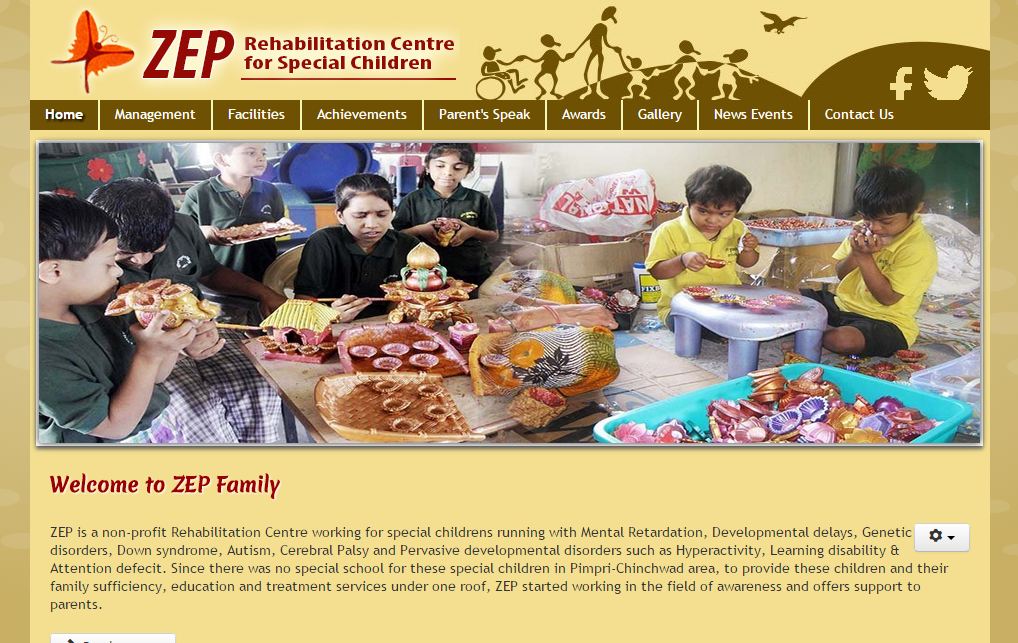 ZEP Rehabilitation Centre
for Special Children
Home Management Facilities Achievements Parent's Speak Awards Gallery News Events Contact Us
NATIONAL
Welcome to ZEP Family
ZEP is a non-profit Rehabilitation Centre working for special childrens running with Mental Retardation, Developmental delays, Genetic
disorders, Down syndrome, Autism, Cerebral Palsy and Pervasive developmental disorders such as Hyperactivity, Learning disability &
Attention defecit. Since there was no special school for these special children in Pimpri-Chinchwad area, to provide these children and their
family sufficiency, education and treatment services under one roof, ZEP started working in the field of awareness and offers support to
parents.